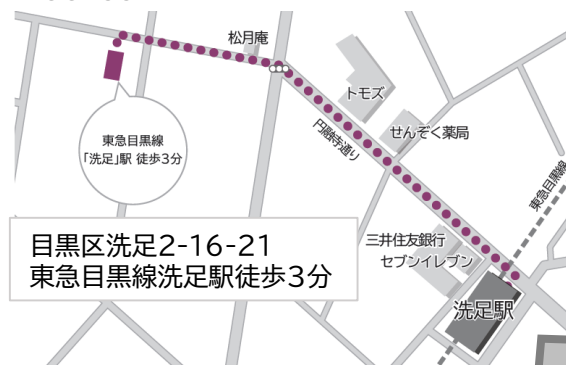 松月庵
トモズ
せんぞく薬局
円融寺通り
東急目黒線
「洗足」駅 徒歩3分
東急目黒線
目黒区洗足2-16-21
東急目黒線洗足駅徒歩3分
三井住友銀行
セブンイレブン
洗足駅